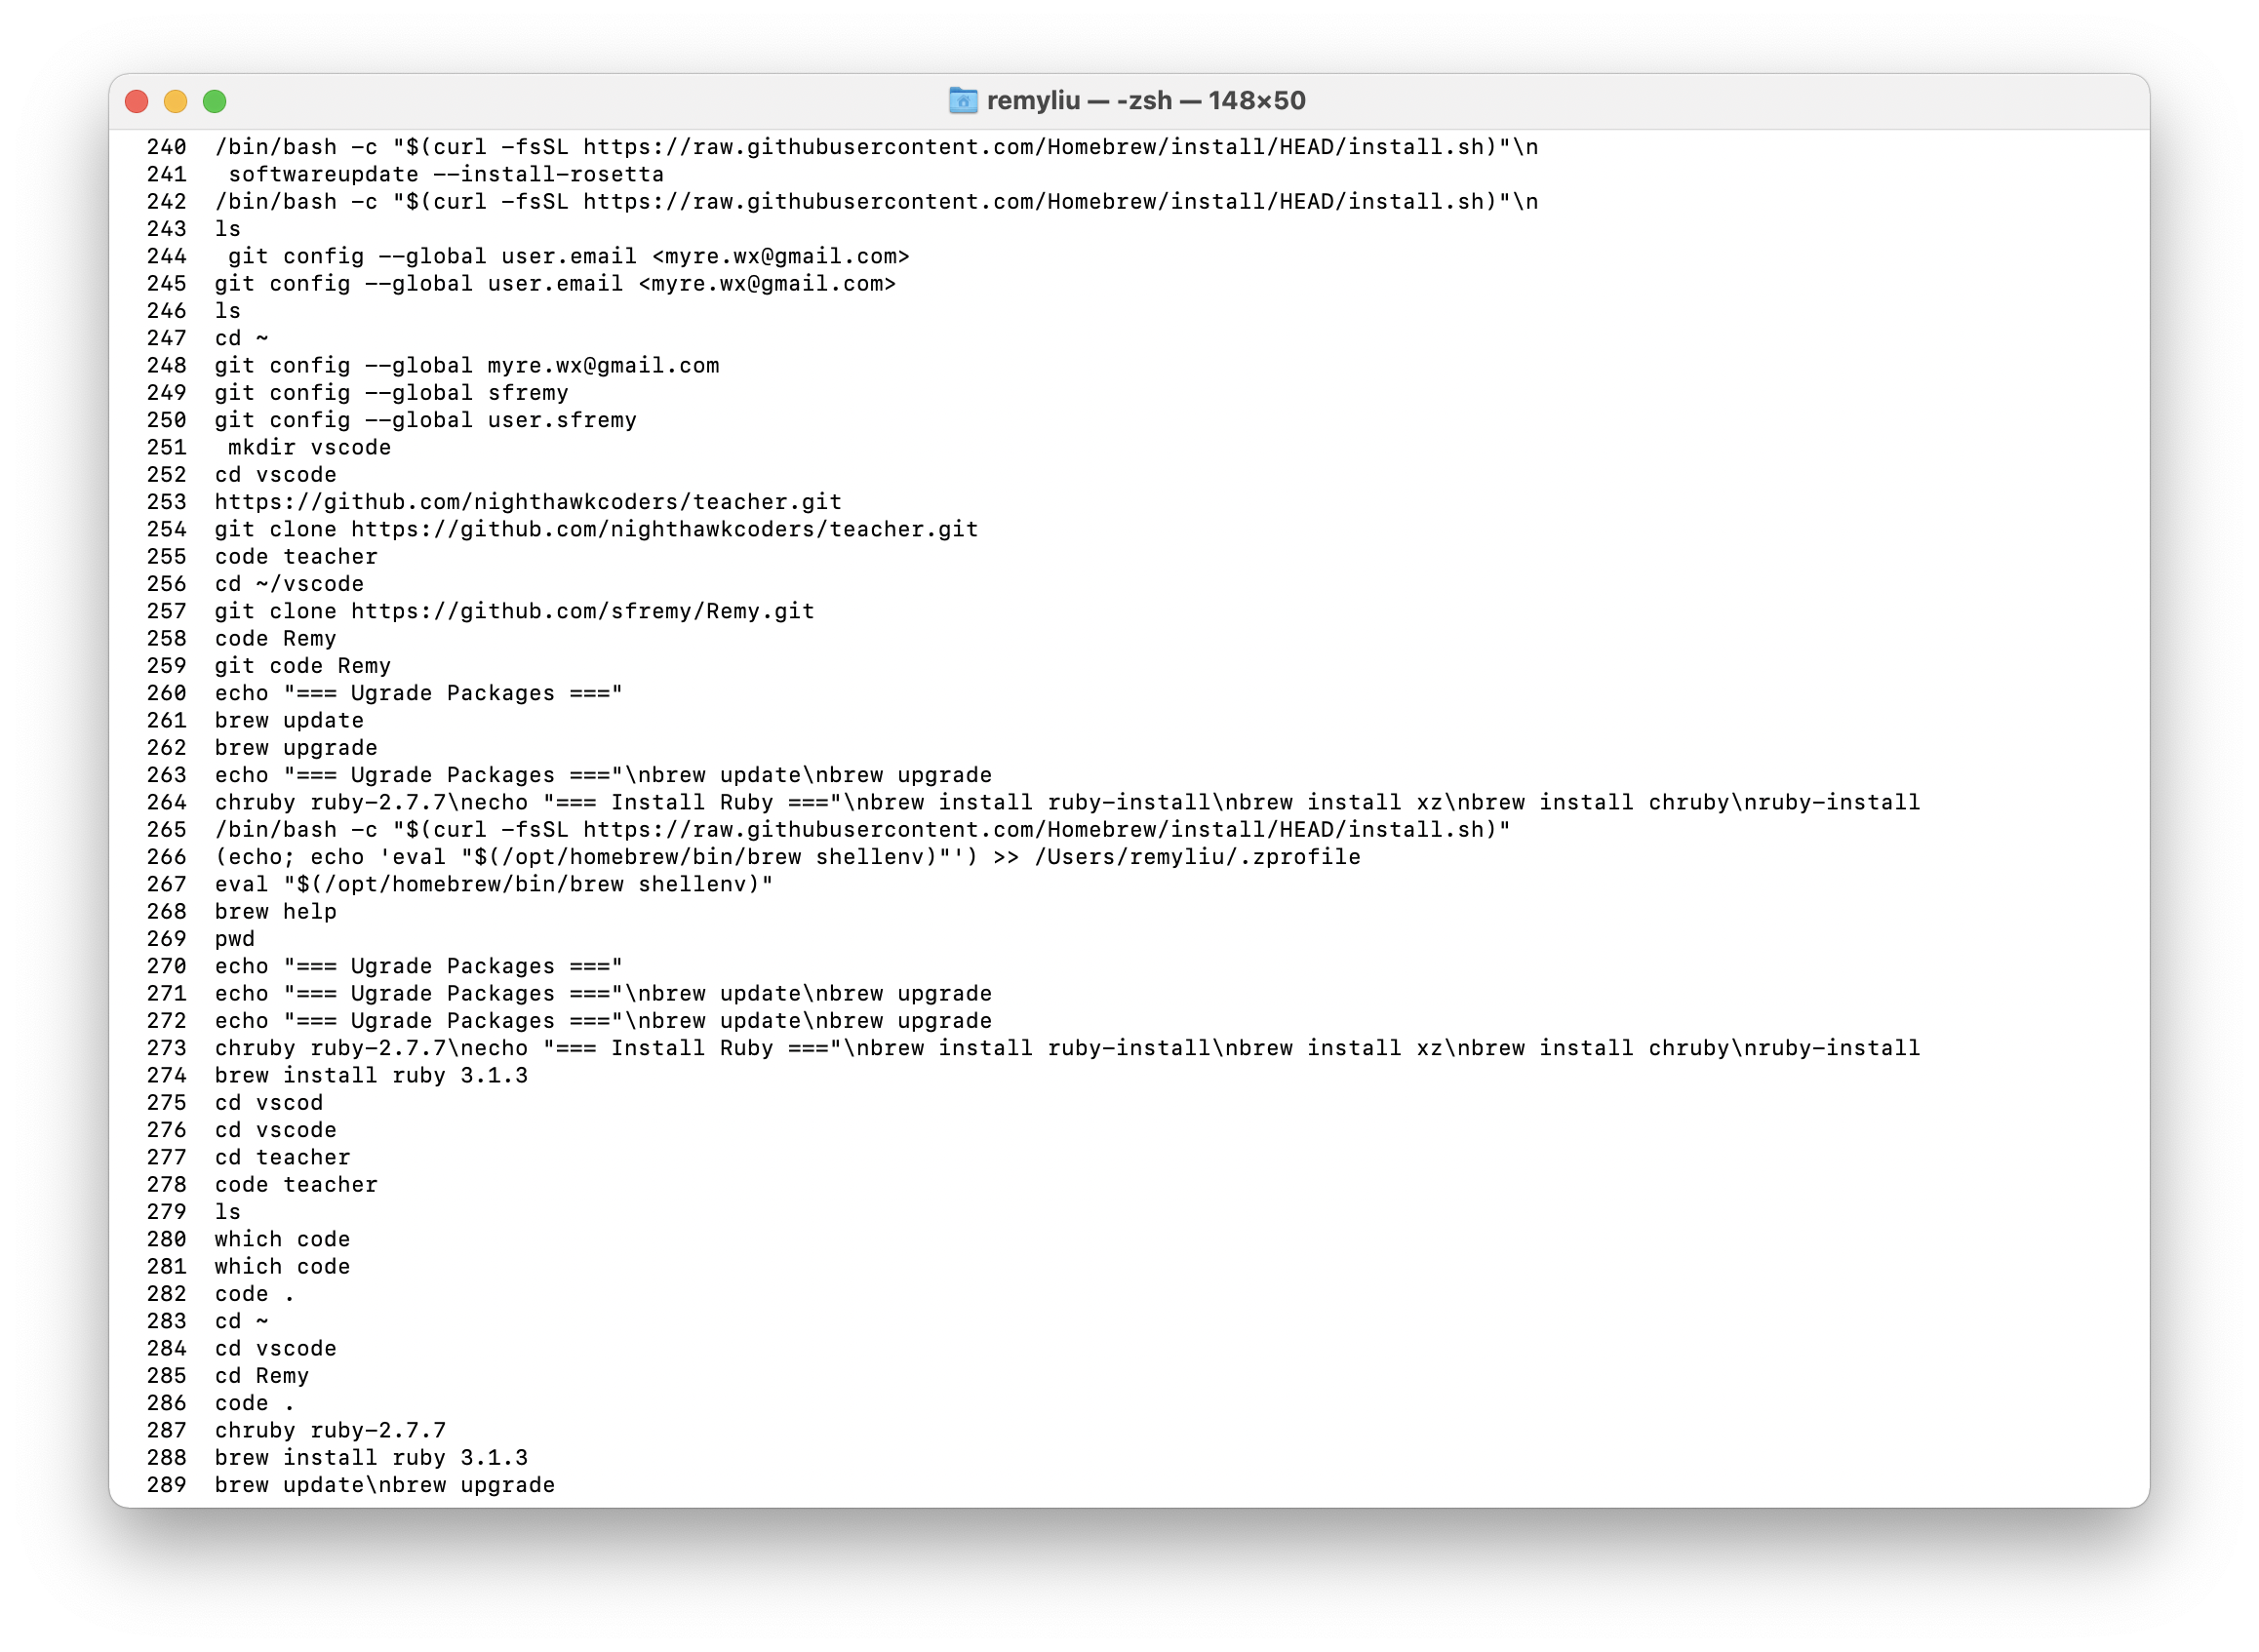 remyliu — -zsh — 148×50
240  /bin/bash -c "$(curl -fsSL https://raw.githubusercontent.com/Homebrew/install/HEAD/install.sh)"\n
241   softwareupdate --install-rosetta
242  /bin/bash -c "$(curl -fsSL https://raw.githubusercontent.com/Homebrew/install/HEAD/install.sh)"\n
243  ls
244   git config --global user.email <myre.wx@gmail.com>
245  git config --global user.email <myre.wx@gmail.com>
246  ls
247  cd ~
248  git config --global myre.wx@gmail.com
249  git config --global sfremy
250  git config --global user.sfremy
251   mkdir vscode
252  cd vscode
253  https://github.com/nighthawkcoders/teacher.git
254  git clone https://github.com/nighthawkcoders/teacher.git
255  code teacher
256  cd ~/vscode
257  git clone https://github.com/sfremy/Remy.git
258  code Remy
259  git code Remy
260  echo "=== Ugrade Packages ==="
261  brew update
262  brew upgrade
263  echo "=== Ugrade Packages ==="\nbrew update\nbrew upgrade
264  chruby ruby-2.7.7\necho "=== Install Ruby ==="\nbrew install ruby-install\nbrew install xz\nbrew install chruby\nruby-install
265  /bin/bash -c "$(curl -fsSL https://raw.githubusercontent.com/Homebrew/install/HEAD/install.sh)"
266  (echo; echo 'eval "$(/opt/homebrew/bin/brew shellenv)"') >> /Users/remyliu/.zprofile
267  eval "$(/opt/homebrew/bin/brew shellenv)"
268  brew help
269  pwd
270  echo "=== Ugrade Packages ==="
271  echo "=== Ugrade Packages ==="\nbrew update\nbrew upgrade
272  echo "=== Ugrade Packages ==="\nbrew update\nbrew upgrade
273  chruby ruby-2.7.7\necho "=== Install Ruby ==="\nbrew install ruby-install\nbrew install xz\nbrew install chruby\nruby-install
274  brew install ruby 3.1.3
275  cd vscod
276  cd vscode
277  cd teacher
278  code teacher
279  ls
280  which code
281  which code
282  code .
283  cd ~
284  cd vscode
285  cd Remy
286  code .
287  chruby ruby-2.7.7
288  brew install ruby 3.1.3
289  brew update\nbrew upgrade